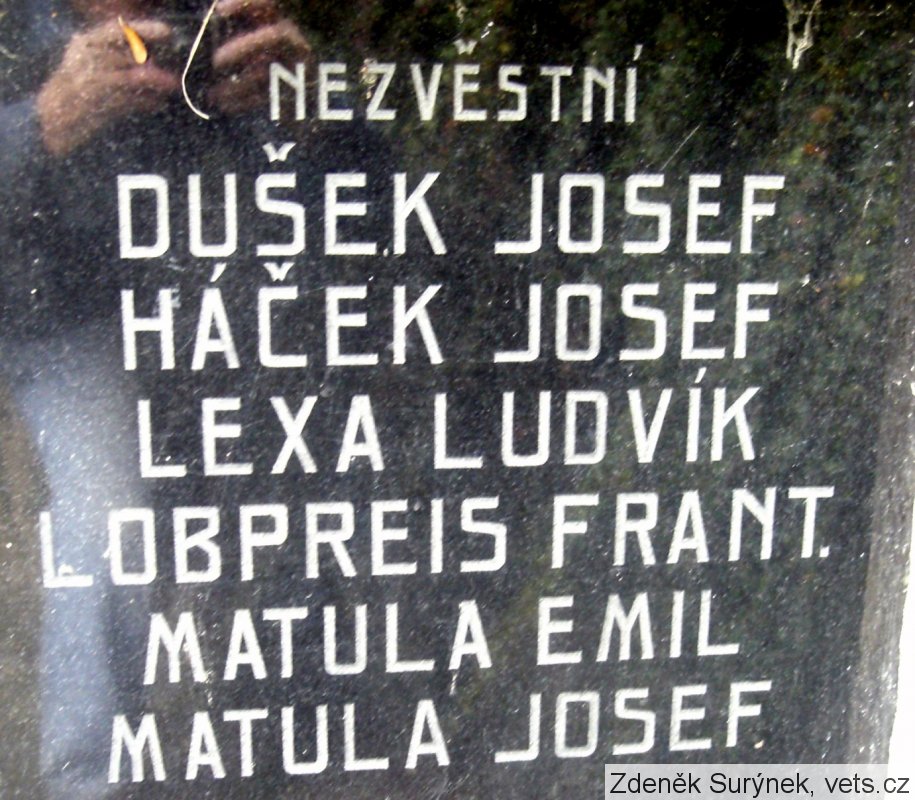 NEZVĚSTNÍ
DUŠEK JOSEF
HÁČEK JOSEF
LEXA LUDVÍK
LOBPREIS FRANT.
MATULA EMIL
MATULA JOSEF.
Zdeněk Surýnek, vets.cz